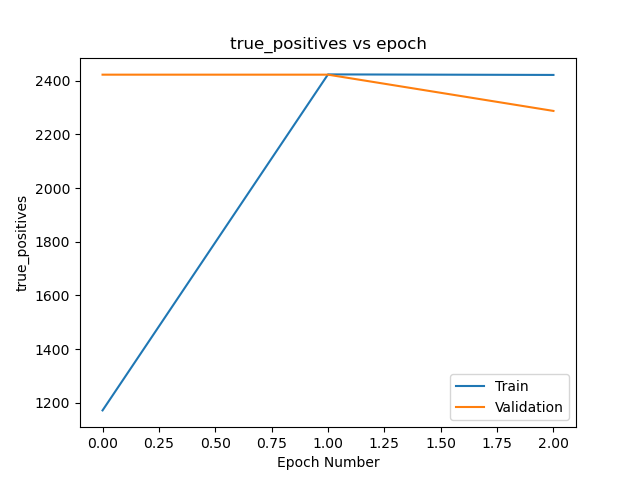 true_positives vs epoch
true_positives
2400
2200
2000
1800
1600
1400
1200
0.00 0.25 0.50 0.75 1.00 1.25 1.50 1.75 2.00
Epoch Number
Train
Validation